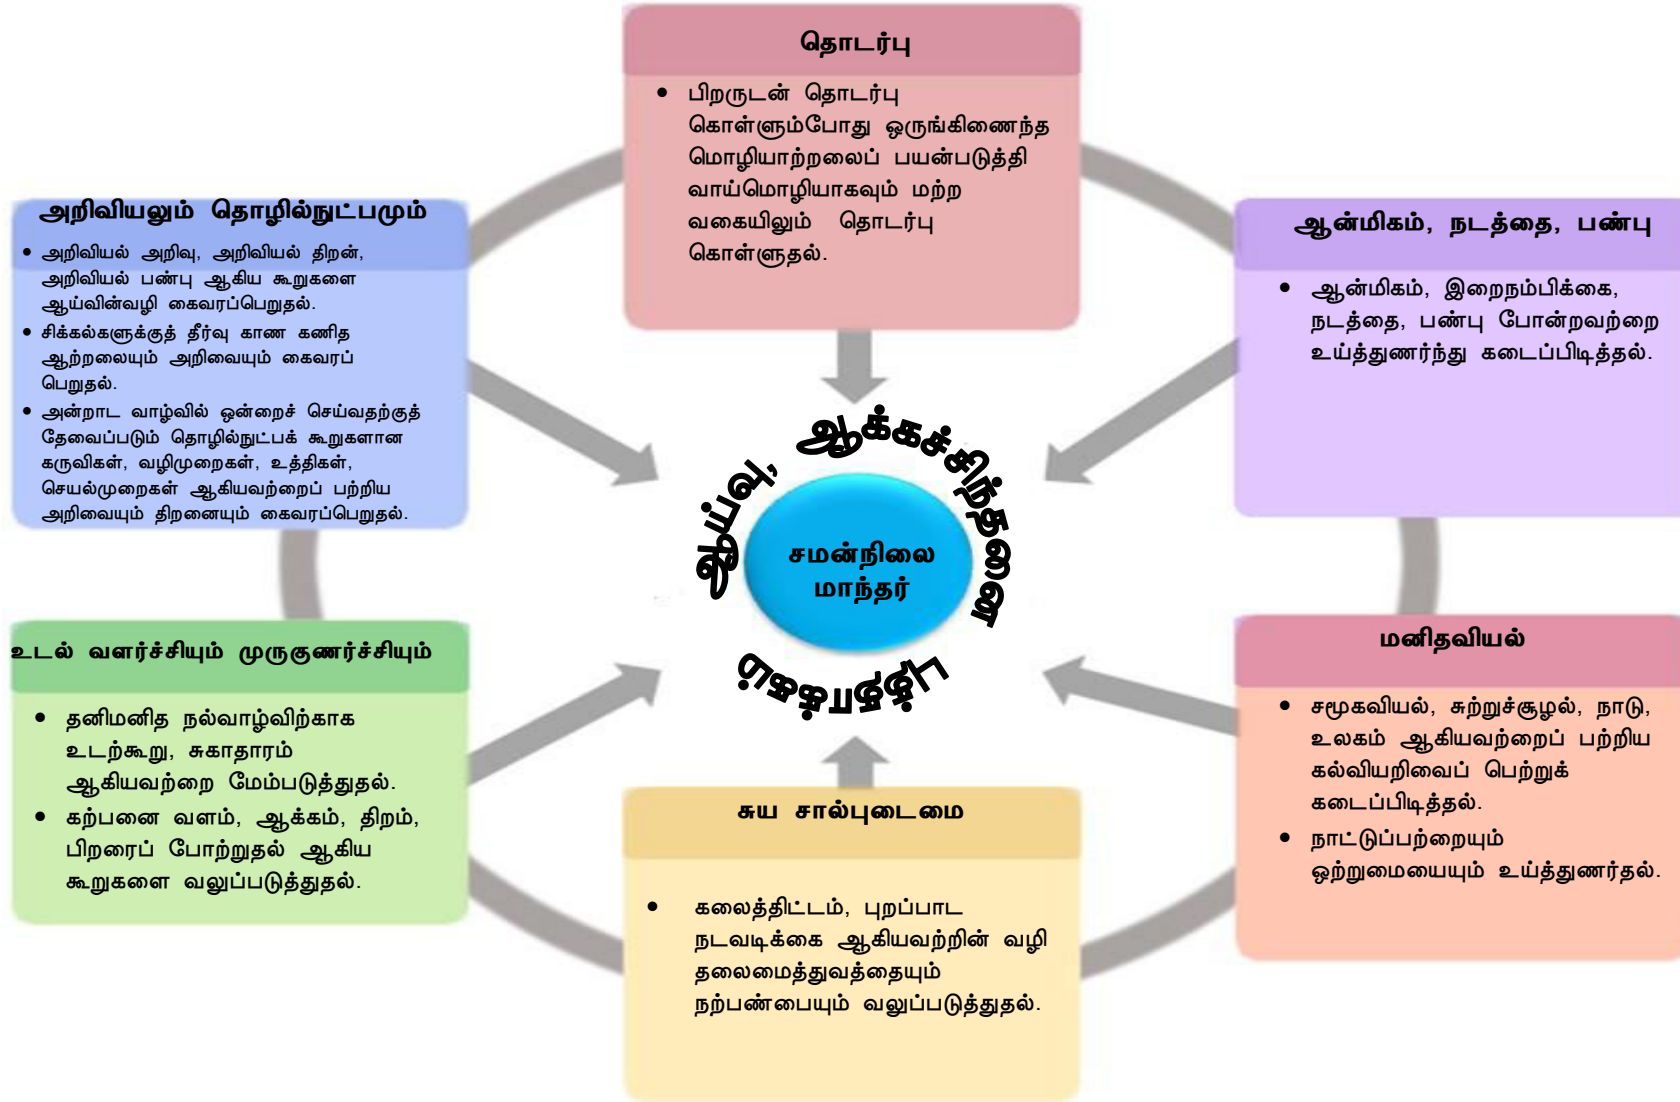 தொடர்பு
• பிறருடன் தொடர்பு
கொள்ளும்போது ஒருங்கிணைந்த
மொழியாற்றலைப் பயன்படுத்தி
வாய்மொழியாகவும் மற்ற
வகையிலும் தொடர்பு
கொள்ளுதல்.
அறிவியலும் தொழில்நுட்பமும்
• அறிவியல் அறிவு, அறிவியல் திறன்,
அறிவியல் பண்பு ஆகிய கூறுகளை
ஆய்வின்வழி கைவரப்பெறுதல்.
• சிக்கல்களுக்குத் தீர்வு காண கணித
ஆற்றலையும் அறிவையும் கைவரப்
பெறுதல்.
• அன்றாட வாழ்வில் ஒன்றைச் செய்வதற்குத்
தேவைப்படும் தொழில்நுட்பக் கூறுகளான
கருவிகள், வழிமுறைகள், உத்திகள்,
செயல்முறைகள் ஆகியவற்றைப் பற்றிய
அறிவையும் திறனையும் கைவரப்பெறுதல்.
ஆன்மிகம், நடத்தை, பண்பு
• ஆன்மிகம், இறைநம்பிக்கை,
நடத்தை, பண்பு போன்றவற்றை
உய்த்துணர்ந்து கடைப்பிடித்தல்.
ஆய்வு, ஆக்கச்சிந்தனை
சமன்நிலை
மாந்தர்
புத்தாக்கம்
உடல் வளர்ச்சியும் முருகுணர்ச்சியும்
• தனிமனித நல்வாழ்விற்காக
உடற்கூறு, சுகாதாரம்
ஆகியவற்றை மேம்படுத்துதல்.
• கற்பனை வளம், ஆக்கம், திறம்,
பிறரைப் போற்றுதல் ஆகிய
கூறுகளை வலுப்படுத்துதல்.
மனிதவியல்
• சமூகவியல், சுற்றுச்சூழல், நாடு,
உலகம் ஆகியவற்றைப் பற்றிய
கல்வியறிவைப் பெற்றுக்
கடைப்பிடித்தல்.
• நாட்டுப்பற்றையும்
ஒற்றுமையையும் உய்த்துணர்தல்.
சுய சால்புடைமை
• கலைத்திட்டம், புறப்பாட
நடவடிக்கை ஆகியவற்றின் வழி
தலைமைத்துவத்தையும்
நற்பண்பையும் வலுப்படுத்துதல்.